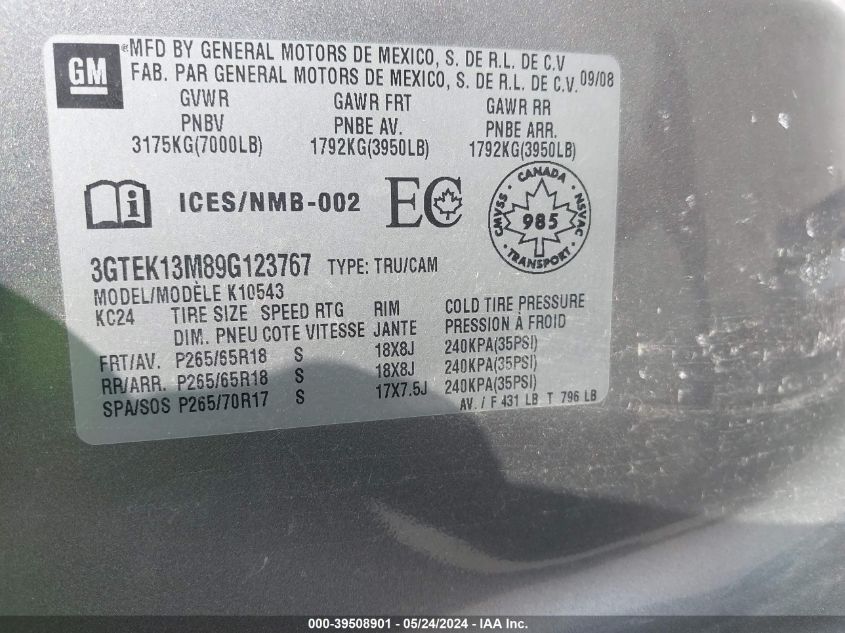 GM
MFD BY GENERAL MOTORS DE MEXICO, S. DE R.L. DE C.V
FAB. PAR GENERAL MOTORS DE MEXICO, S. DE R.L. DE C.V. 09/08
GVWR GAWR FRT GAWR RR
PNBV PNBE AV. PNBE ARR.
3175KG(7000LB) 1792KG(3950LB) 1792KG(3950LB)
i ICES/NMB-002 EC
CANADA
CMVSS 985 NSVAC
TRANSPORT
3GTEK13M89G123767 TYPE: TRU/CAM
MODEL/MODÈLE K10543
KC24 TIRE SIZE SPEED RTG RIM COLD TIRE PRESSURE
DIM. PNEU COTE VITESSE JANTE PRESSION À FROID
FRT/AV. P265/65R18 S 18X8J 240KPA(35PSI)
RR/ARR. P265/65R18 S 18X8J 240KPA(35PSI)
SPA/SOS P265/70R17 S 17X7.5J 240KPA(35PSI)
AV. / F 431 LB T 796 LB
000-39508901 - 05/24/2024 - IAA Inc.